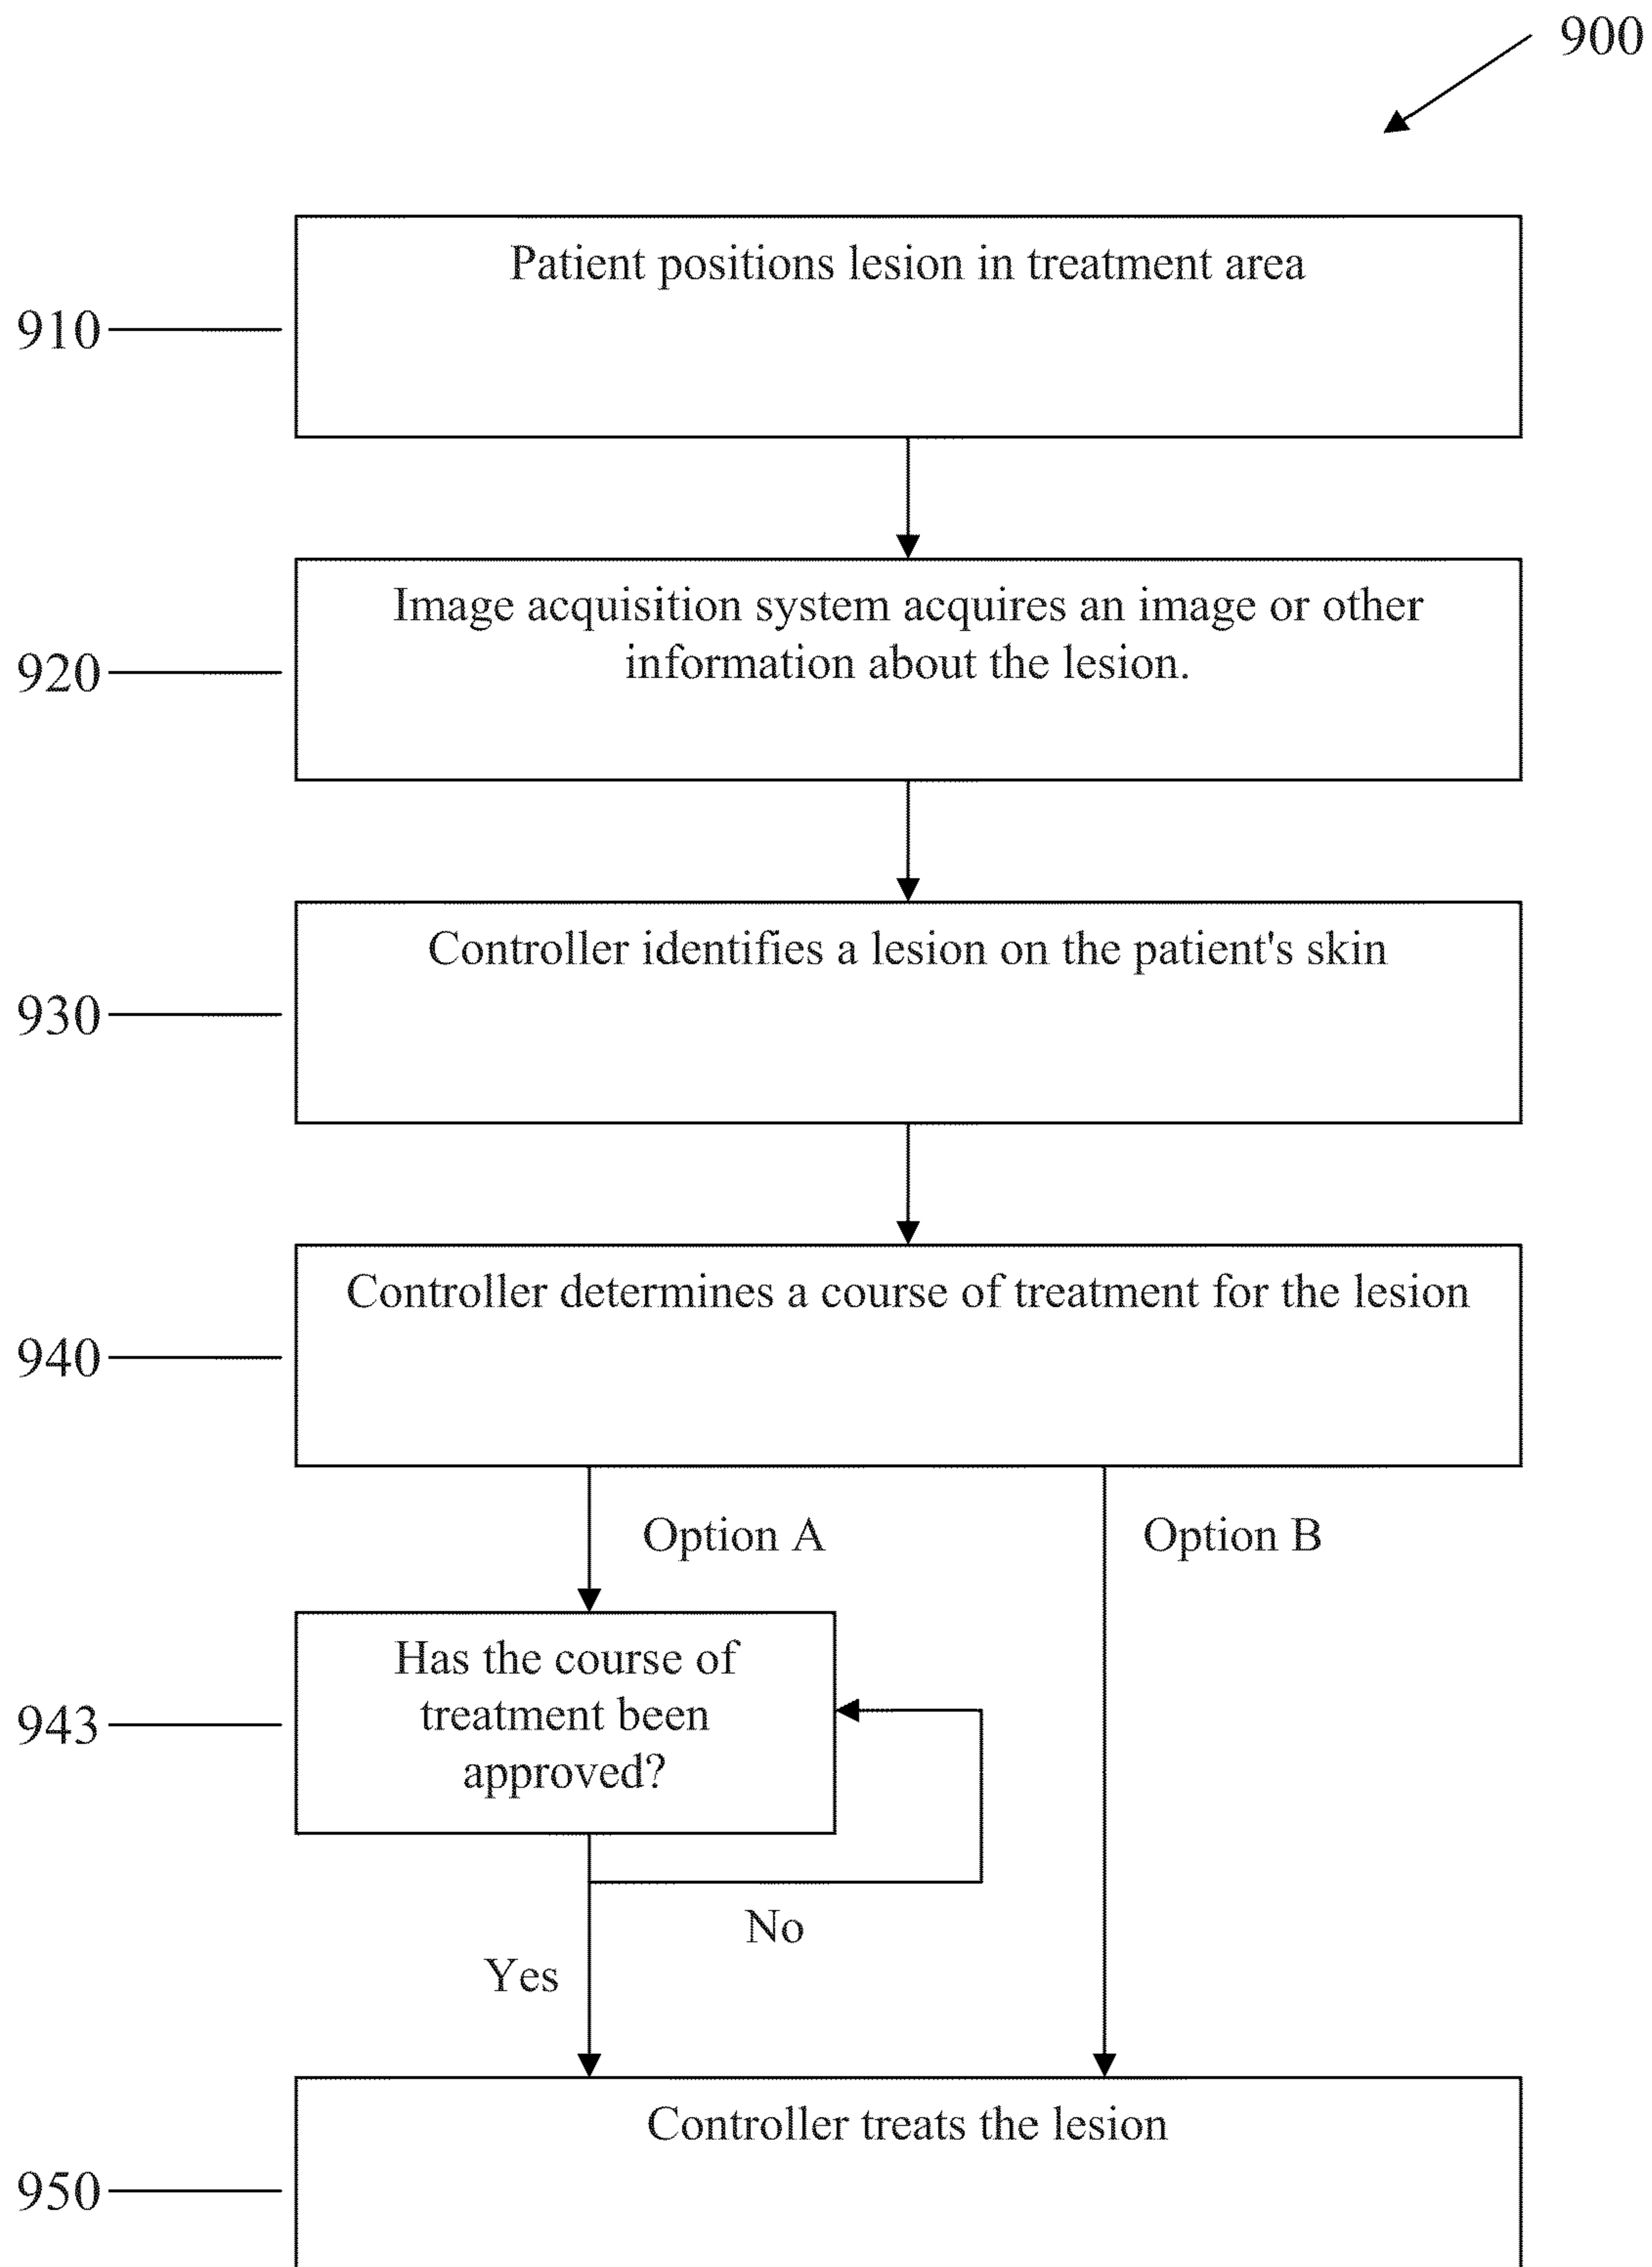 900
Patient positions lesion in treatment area
910
Image acquisition system acquires an image or other
information about the lesion.
920
Controller identifies a lesion on the patient's skin
930
Controller determines a course of treatment for the lesion
940
Option A
Option B
Has the course of
treatment been
approved?
943
No
Yes
Controller treats the lesion
950